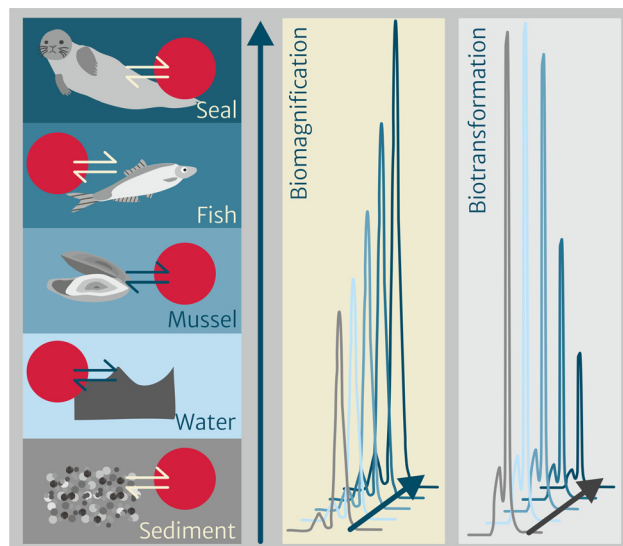 Seal
Fish
Mussel
Water
Sediment
Biomagnification
Biotransformation